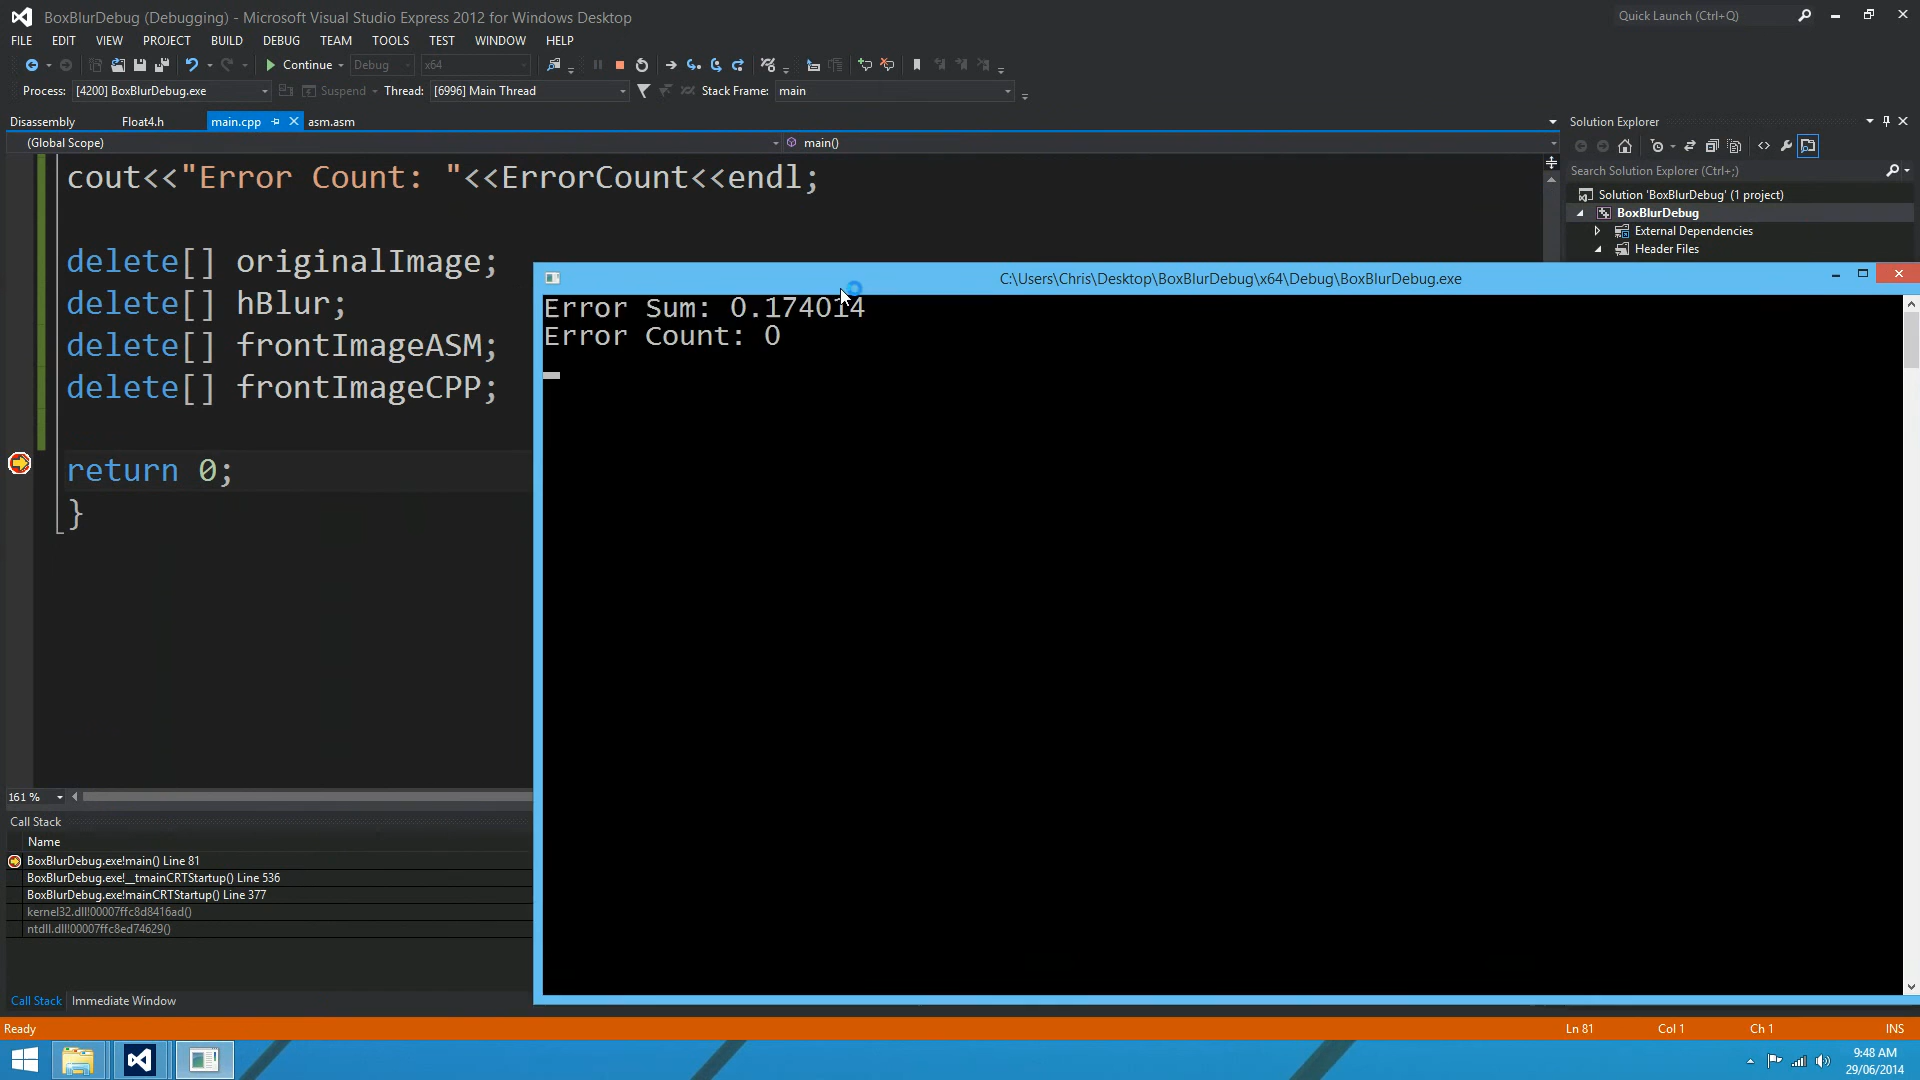 BoxBlurDebug (Debugging) - Microsoft Visual Studio Express 2012 for Windows Desktop
Quick Launch (Ctrl+Q)
FILE EDIT VIEW PROJECT BUILD DEBUG TEAM TOOLS TEST WINDOW HELP
Continue Debug x64
Process: [4200] BoxBlurDebug.exe Suspend Thread: [6996] Main Thread Stack Frame: main
Disassembly Float4.h main.cpp asm.asm
Solution Explorer
(Global Scope) main()
Search Solution Explorer (Ctrl+;)
Solution 'BoxBlurDebug' (1 project)
BoxBlurDebug
External Dependencies
Header Files
cout<<"Error Count: "<<ErrorCount<<endl;
delete[] originalImage;
delete[] hBlur;
delete[] frontImageASM;
delete[] frontImageCPP;
return 0;
}
C:\Users\Chris\Desktop\BoxBlurDebug\x64\Debug\BoxBlurDebug.exe
Error Sum: 0.174014
Error Count: 0
161 %
Call Stack
Name
BoxBlurDebug.exe!main() Line 81
BoxBlurDebug.exe!__tmainCRTStartup() Line 536
BoxBlurDebug.exe!mainCRTStartup() Line 377
kernel32.dll!00007ffc8d8416ad()
ntdll.dll!00007ffc8ed74629()
Call Stack Immediate Window
Ready Ln 81 Col 1 Ch 1 INS
9:48 AM
29/06/2014